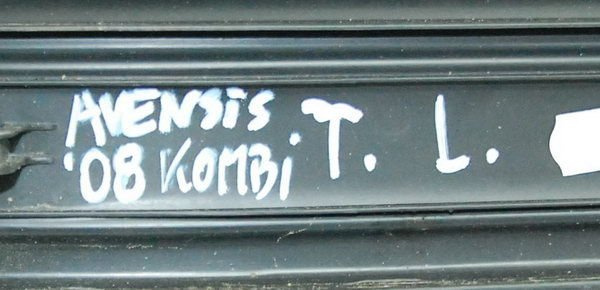 AVENSIS
'08 KOMBi T. L.